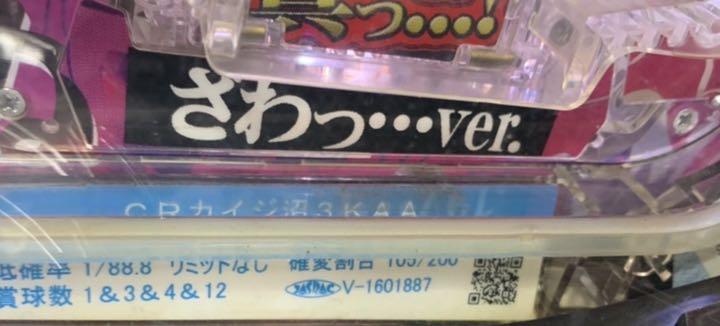 真っ・・・・!
さわっ・・・ver.
CRカイジ沼3KAA
低確率 1/88.8 リミットなし 確変割合 105/200
賞球数 1&3&4&12 V-1601887